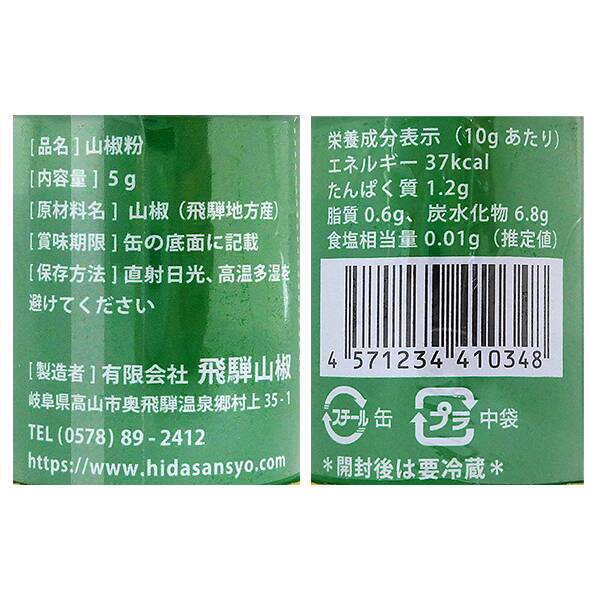 [品名] 山椒粉
[内容量] 5 g
[原材料名] 山椒（飛騨地方産）
[賞味期限] 缶の底面に記載
[保存方法] 直射日光、高温多湿を
避けてください
[製造者] 有限会社 飛騨山椒
岐阜県高山市奥飛騨温泉郷村上 35-1
TEL (0578) 89 - 2412
https://www.hidasansyo.com
栄養成分表示（10g あたり）
エネルギー 37kcal
たんぱく質 1.2g
脂質 0.6g、炭水化物 6.8g
食塩相当量 0.01g（推定値）
4 571234 410348
スチール 缶 プラ 中袋
＊開封後は要冷蔵＊